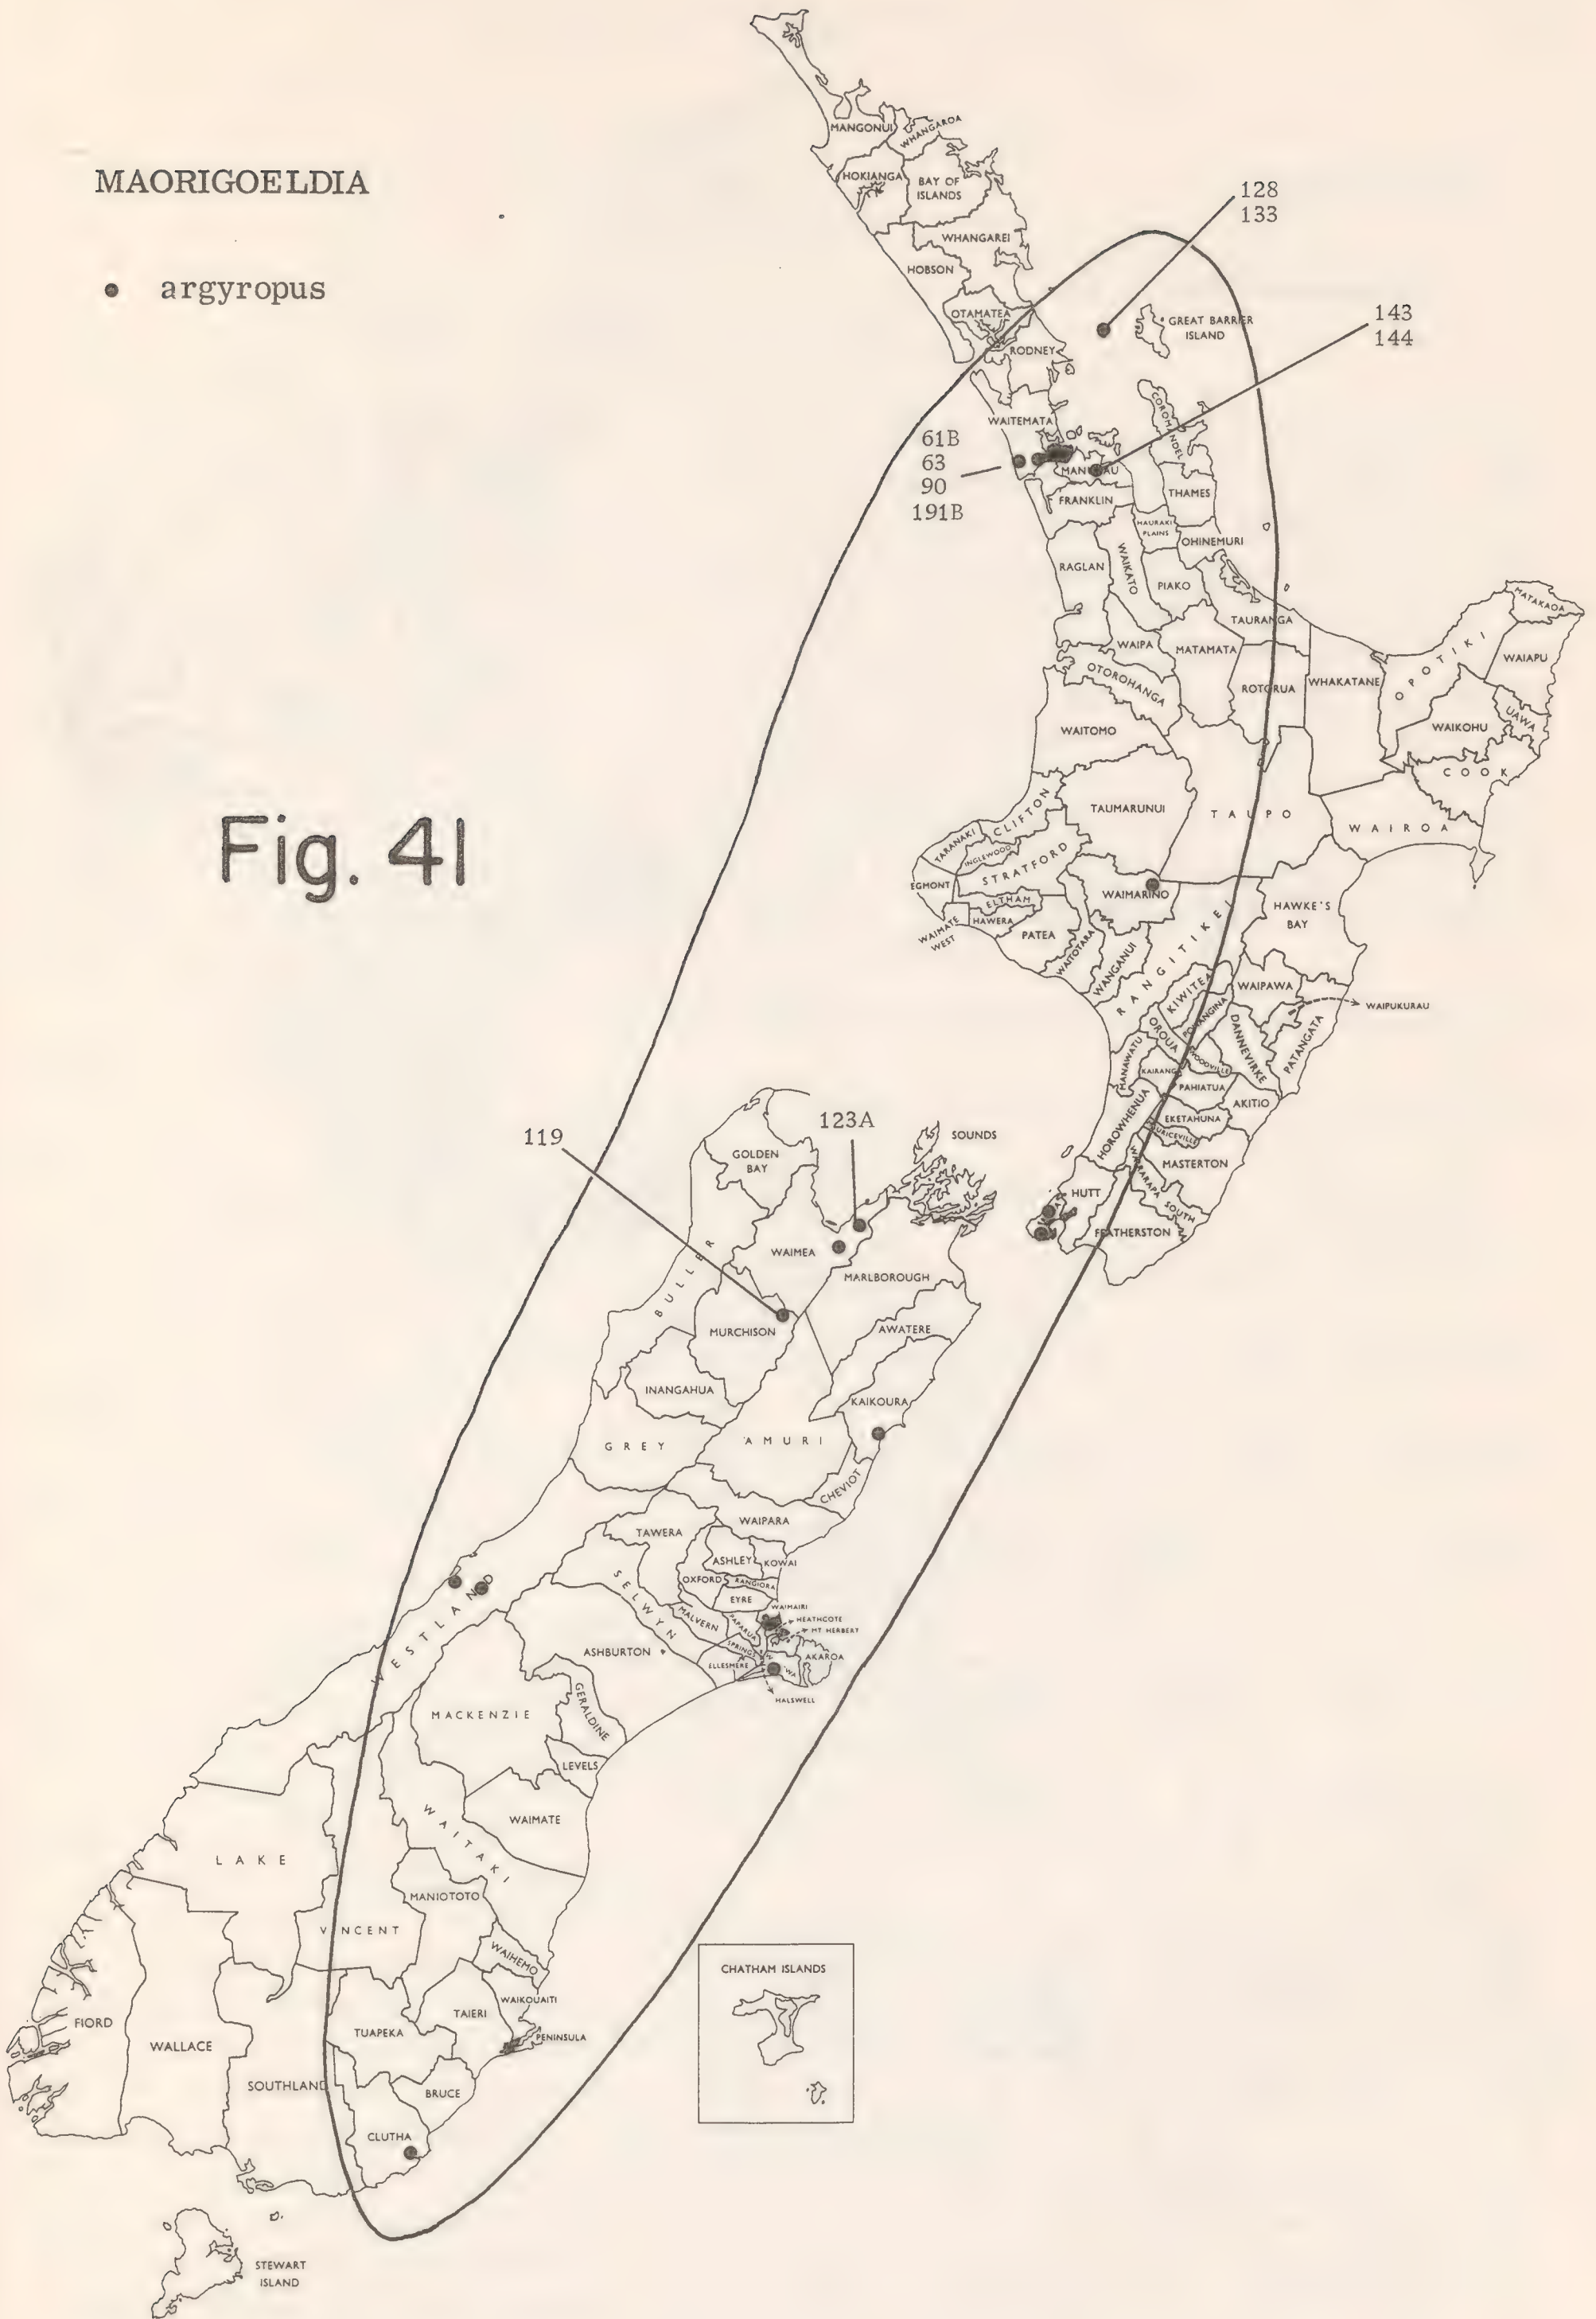 MAORIGOELDIA
argyropus
Fig. 41
128
133
143
144
61B
63
90
191B
119
123A
MANGONUI
WHANGAROA
HOKIANGA
BAY OF
ISLANDS
WHANGAREI
HOBSON
OTAMATEA
RODNEY
GREAT BARRIER
ISLAND
WAITEMATA
COROMANDEL
MANUKAU
FRANKLIN
THAMES
HAURAKI
PLAINS
OHINEMURI
RAGLAN
WAIKATO
PIAKO
TAURANGA
WAIPA
MATAMATA
OTOROHANGA
ROTORUA
WHAKATANE
OPOTIKI
MATAKAOA
WAIAPU
UAWA
WAIKOHU
COOK
WAITOMO
TAUMARUNUI
TAUPO
WAIROA
CLIFTON
TARANAKI
INGLEWOOD
STRATFORD
EGMONT
ELTHAM
HAWERA
WAIMATE
WEST
PATEA
WAITOTARA
WANGANUI
WAIMARINO
RANGITIKEI
HAWKE'S
BAY
KIWITEA
POHANGINA
OROUA
MANAWATU
KAIRANGA
WAIPAWA
WAIPUKURAU
DANNEVIRKE
PATANGATA
WOODVILLE
PAHIATUA
AKITIO
EKETAHUNA
MAURICEVILLE
HOROWHENUA
MASTERTON
WAIRARAPA
SOUTH
HUTT
FEATHERSTON
SOUNDS
GOLDEN
BAY
WAIMEA
MARLBOROUGH
BULLER
MURCHISON
AWATERE
INANGAHUA
KAIKOURA
GREY
AMURI
CHEVIOT
WAIPARA
TAWERA
ASHLEY
KOWAI
OXFORD
RANGIORA
EYRE
WAIMAIRI
HEATHCOTE
MT HERBERT
MALVERN
PAPARUA
SPRINGS
SELWYN
ELLESMERE
AKAROA
HALSWELL
WESTLAND
ASHBURTON
MACKENZIE
GERALDINE
LEVELS
WAIMATE
WAITAKI
LAKE
MANIOTOTO
VINCENT
WAIHEMO
WAIKOUAITI
TAIERI
PENINSULA
TUAPEKA
BRUCE
CLUTHA
FIORD
WALLACE
SOUTHLAND
STEWART
ISLAND
CHATHAM ISLANDS